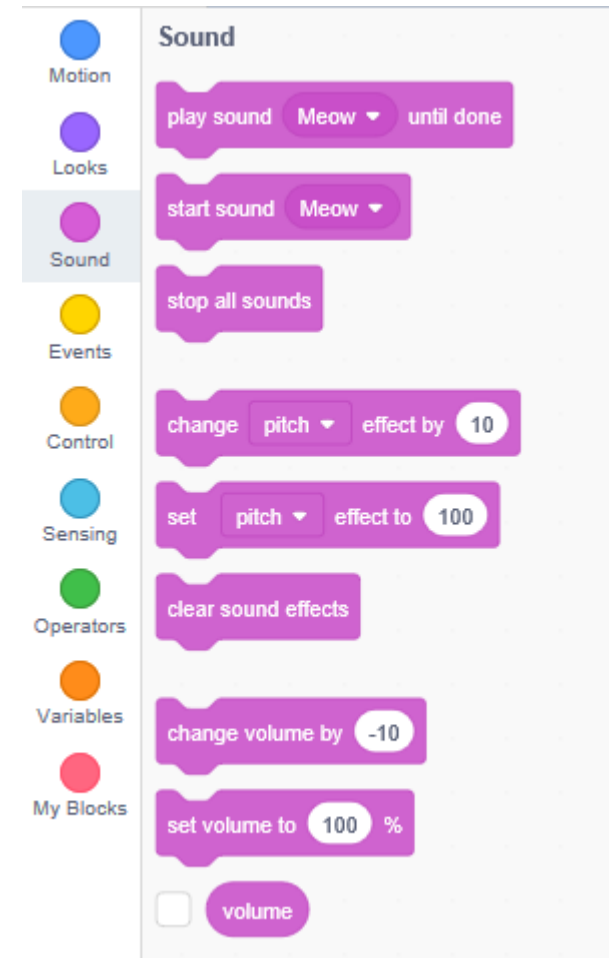 Motion
Looks
Sound
Events
Control
Sensing
Operators
Variables
My Blocks
Sound
play sound Meow until done
start sound Meow
stop all sounds
change pitch effect by 10
set pitch effect to 100
clear sound effects
change volume by -10
set volume to 100 %
volume